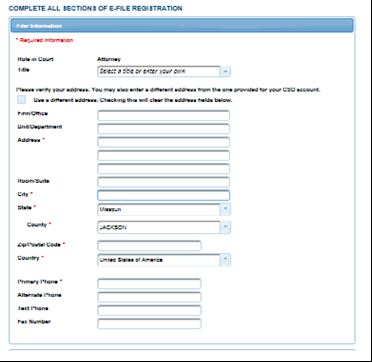 COMPLETE ALL SECTIONS OF E-FILE REGISTRATION
Filer Information
* Required Information
Role in Court Attorney
Title Select a title or enter your own
Please verify your address. You may also enter a different address from the one provided for your CSO account.
Use a different address. Checking this will clear the address fields below.
Firm/Office
Unit/Department
Address *
Room/Suite
City *
State * Missouri
County * JACKSON
Zip/Postal Code *
Country * United States of America
Primary Phone *
Alternate Phone
Text Phone
Fax Number